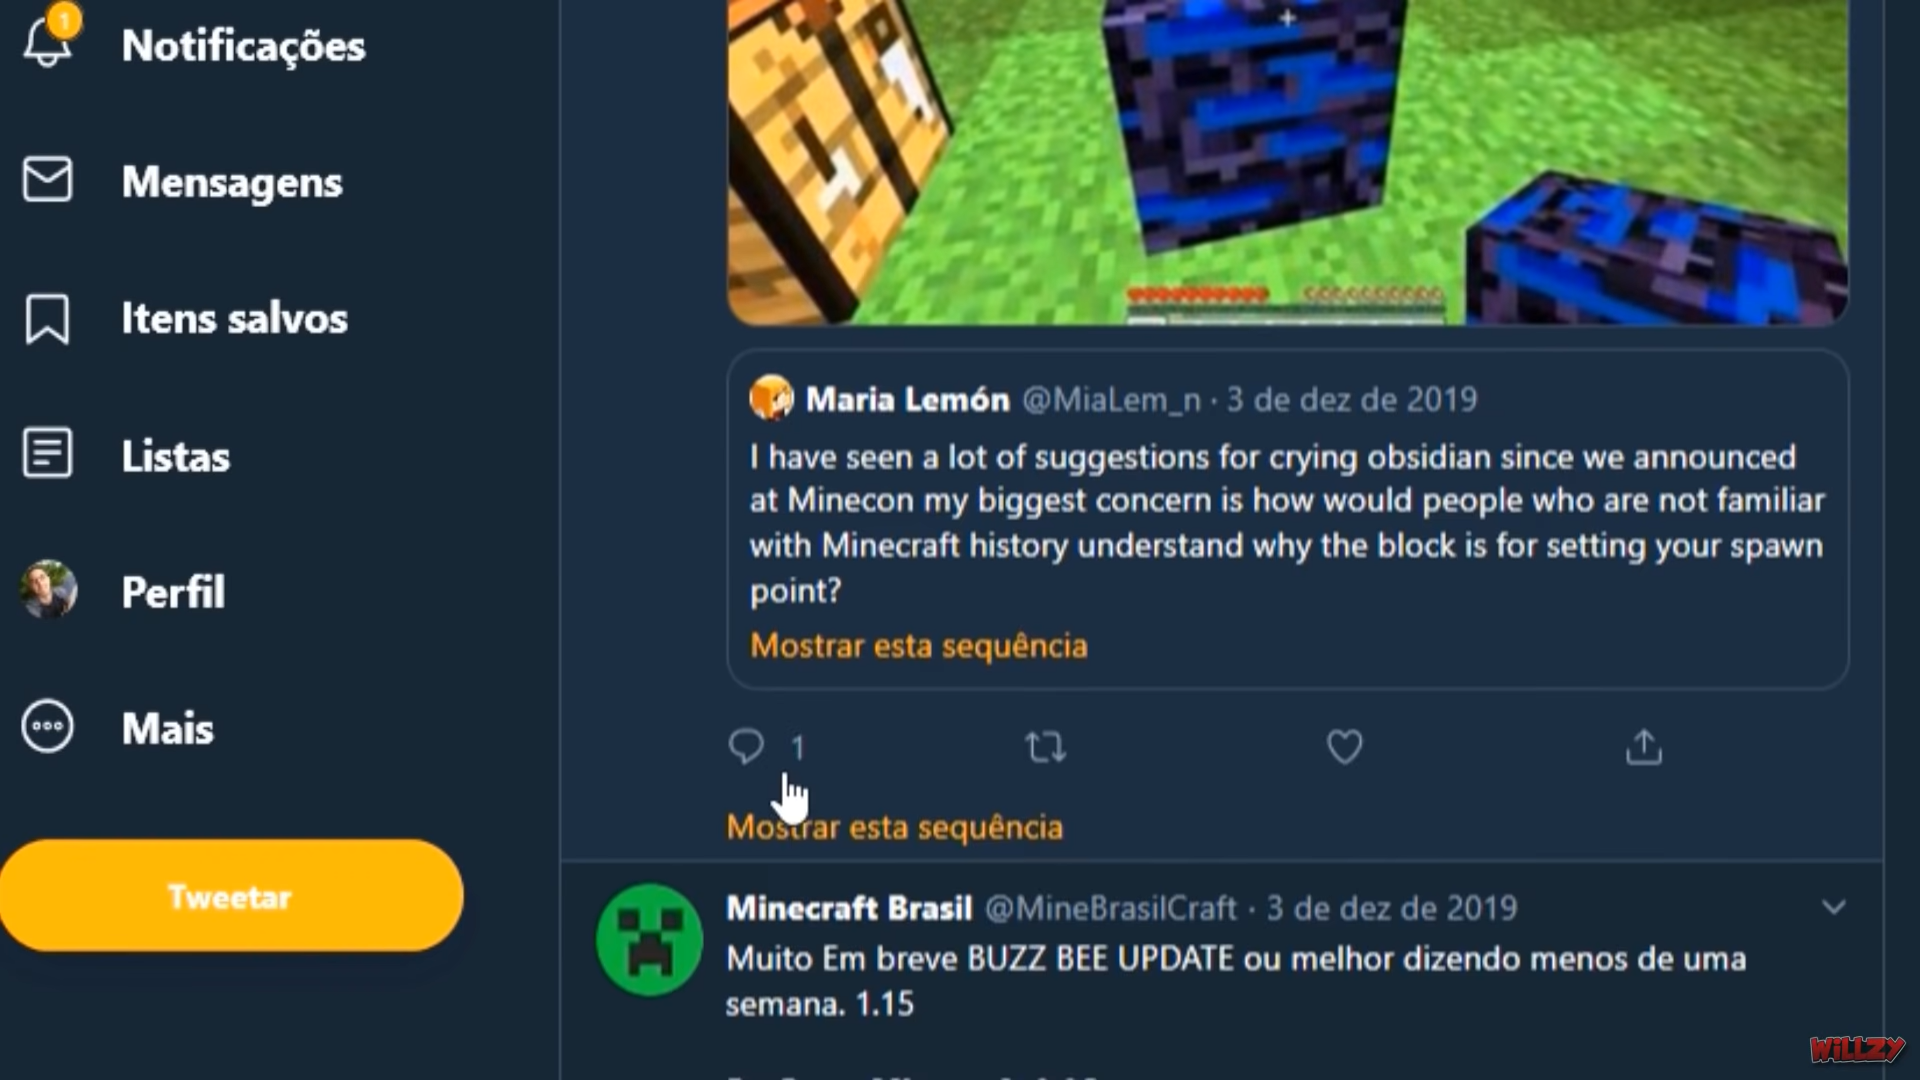 1
Notificações
Mensagens
Itens salvos
Listas
Perfil
Mais
Tweetar
Maria Lemón @MiaLem_n · 3 de dez de 2019
I have seen a lot of suggestions for crying obsidian since we announced
at Minecon my biggest concern is how would people who are not familiar
with Minecraft history understand why the block is for setting your spawn
point?
Mostrar esta sequência
1
Mostrar esta sequência
Minecraft Brasil @MineBrasilCraft · 3 de dez de 2019
Muito Em breve BUZZ BEE UPDATE ou melhor dizendo menos de uma
semana. 1.15
WiLLZY